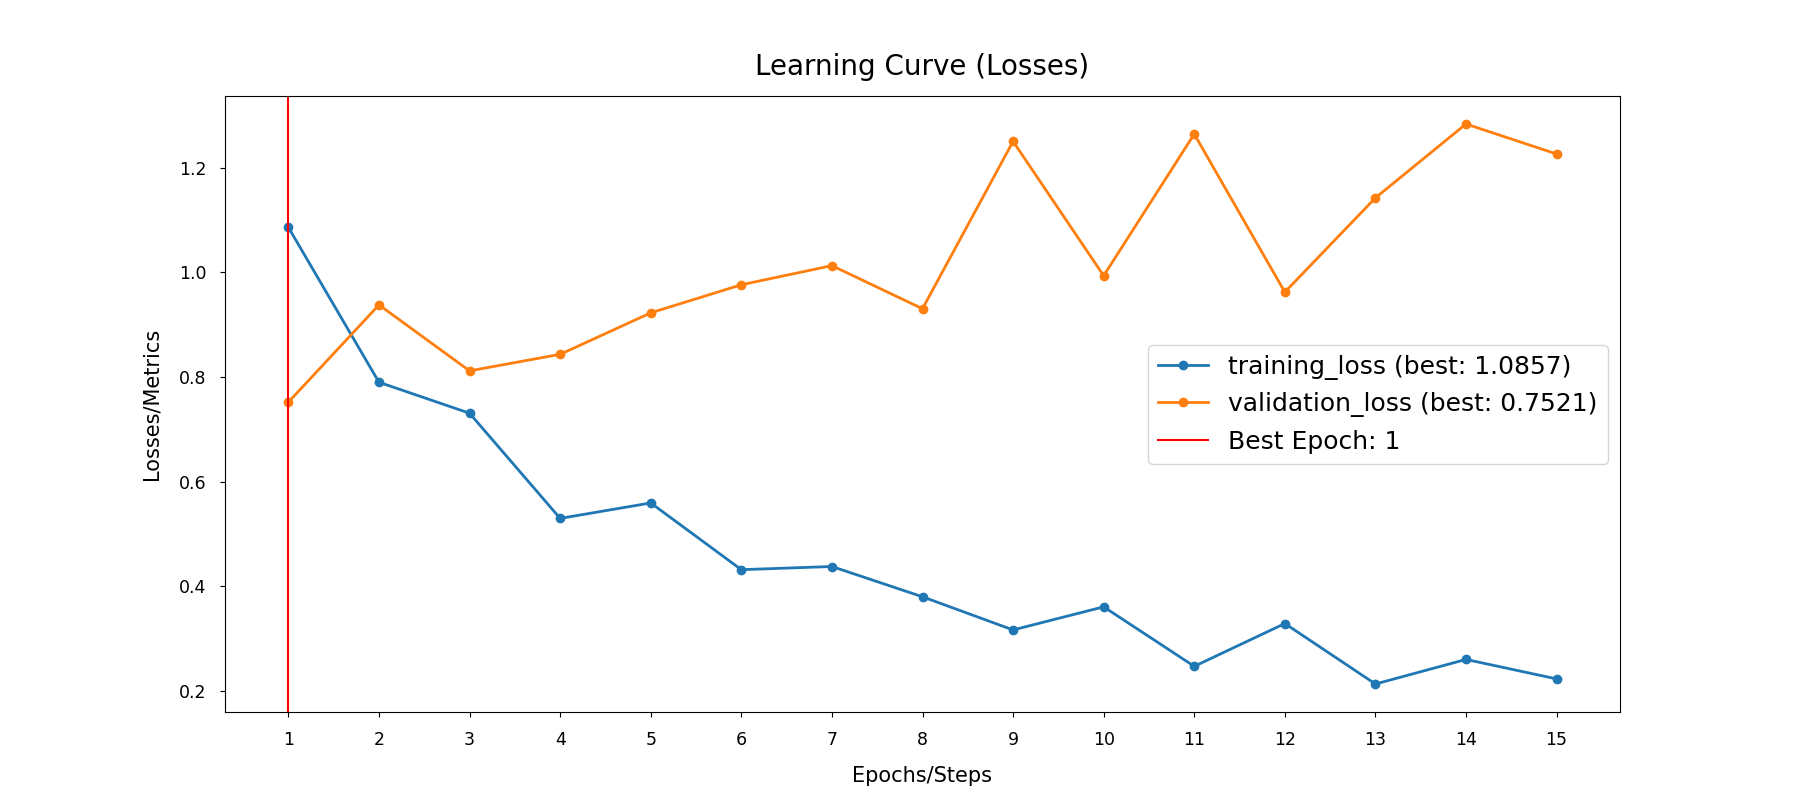 Learning Curve (Losses)
Losses/Metrics
1.2
1.0
0.8
0.6
0.4
0.2
training_loss (best: 1.0857)
validation_loss (best: 0.7521)
Best Epoch: 1
1 2 3 4 5 6 7 8 9 10 11 12 13 14 15
Epochs/Steps